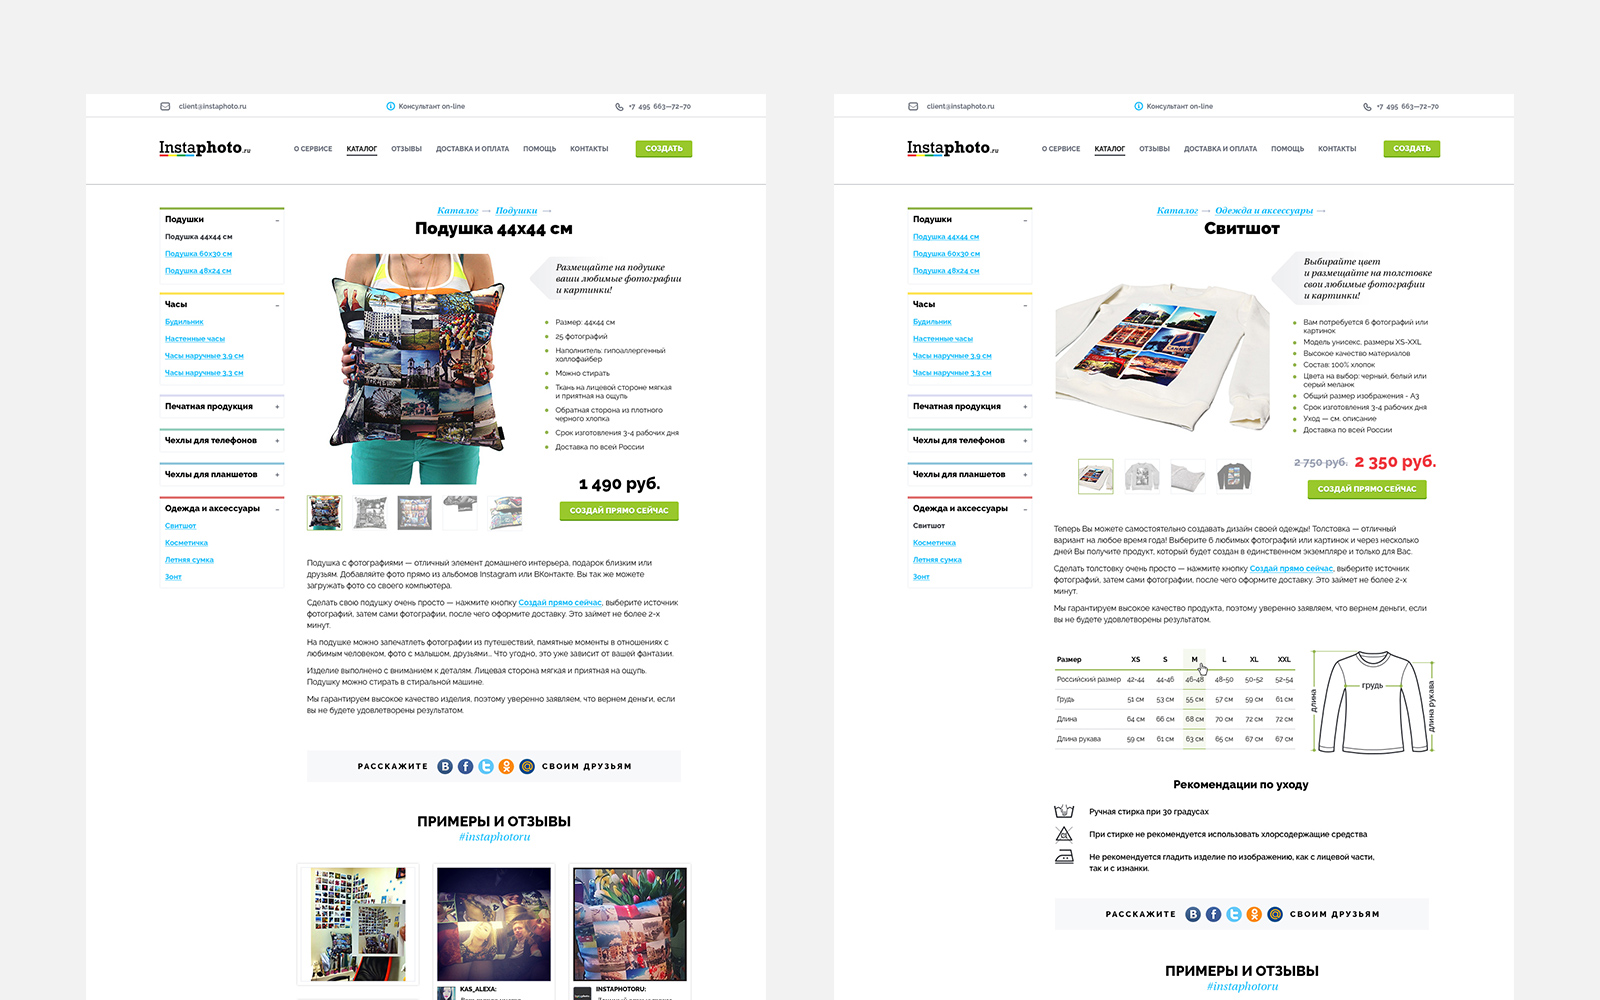 client@instaphoto.ru
Консультант on-line
+7 495 663—72-70
Instaphoto.ru
О СЕРВИСЕ
КАТАЛОГ
ОТЗЫВЫ
ДОСТАВКА И ОПЛАТА
ПОМОЩЬ
КОНТАКТЫ
СОЗДАТЬ
Подушки –
Подушка 44х44 см
Подушка 60х30 см
Подушка 48х24 см
Часы –
Будильник
Настенные часы
Часы наручные 3,9 см
Часы наручные 3,3 см
Печатная продукция +
Чехлы для телефонов +
Чехлы для планшетов +
Одежда и аксессуары –
Свитшот
Косметичка
Летняя сумка
Зонт
Каталог → Подушки →
Подушка 44х44 см
Размещайте на подушке
ваши любимые фотографии
и картинки!
Размер: 44х44 см
25 фотографий
Наполнитель: гипоаллергенный
холлофайбер
Можно стирать
Ткань на лицевой стороне мягкая
и приятная на ощупь
Обратная сторона из плотного
черного хлопка
Срок изготовления 3-4 рабочих дня
Доставка по всей России
1 490 руб.
СОЗДАЙ ПРЯМО СЕЙЧАС
Подушка с фотографиями — отличный элемент домашнего интерьера, подарок близким или
друзьям. Добавляйте фото прямо из альбомов Instagram или ВКонтакте. Вы так же можете
загружать фото со своего компьютера.
Сделать свою подушку очень просто — нажмите кнопку Создай прямо сейчас, выберите источник
фотографий, затем сами фотографии, после чего оформите доставку. Это займет не более 2-х
минут.
На подушке можно запечатлеть фотографии из путешествий, памятные моменты в отношениях с
любимым человеком, фото с малышом, друзьями... Что угодно, это уже зависит от вашей фантазии.
Изделие выполнено с вниманием к деталям. Лицевая сторона мягкая и приятная на ощупь.
Подушку можно стирать в стиральной машине.
Мы гарантируем высокое качество изделия, поэтому уверенно заявляем, что вернем деньги, если
вы не будете удовлетворены результатом.
РАССКАЖИТЕ СВОИМ ДРУЗЬЯМ
ПРИМЕРЫ И ОТЗЫВЫ
#instaphotoru
KAS_ALEXA:
INSTAPHOTORU:
client@instaphoto.ru
Консультант on-line
+7 495 663—72-70
Instaphoto.ru
О СЕРВИСЕ
КАТАЛОГ
ОТЗЫВЫ
ДОСТАВКА И ОПЛАТА
ПОМОЩЬ
КОНТАКТЫ
СОЗДАТЬ
Подушки –
Подушка 44х44 см
Подушка 60х30 см
Подушка 48х24 см
Часы –
Будильник
Настенные часы
Часы наручные 3,9 см
Часы наручные 3,3 см
Печатная продукция +
Чехлы для телефонов +
Чехлы для планшетов +
Одежда и аксессуары –
Свитшот
Косметичка
Летняя сумка
Зонт
Каталог → Одежда и аксессуары →
Свитшот
Выбирайте цвет
и размещайте на толстовке
свои любимые фотографии
и картинки!
Вам потребуется 6 фотографий или
картинок
Модель унисекс, размеры XS-XXL
Высокое качество материалов
Состав: 100% хлопок
Цвета на выбор: черный, белый или
серый меланж
Общий размер изображения - А3
Срок изготовления 3-4 рабочих дня
Уход — см. описание
Доставка по всей России
2 750 руб. 2 350 руб.
СОЗДАЙ ПРЯМО СЕЙЧАС
Теперь Вы можете самостоятельно создавать дизайн своей одежды! Толстовка — отличный
вариант на любое время года! Выберите 6 любимых фотографий или картинок и через несколько
дней Вы получите продукт, который будет создан в единственном экземпляре и только для Вас.
Сделать толстовку очень просто — нажмите кнопку Создай прямо сейчас, выберите источник
фотографий, затем сами фотографии, после чего оформите доставку. Это займет не более 2-х
минут.
Мы гарантируем высокое качество продукта, поэтому уверенно заявляем, что вернем деньги, если
вы не будете удовлетворены результатом.
Размер XS S M L XL XXL
Российский размер 42-44 44-46 46-48 48-50 50-52 52-54
Грудь 51 см 53 см 55 см 57 см 59 см 61 см
Длина 64 см 66 см 68 см 70 см 72 см 72 см
Длина рукава 59 см 61 см 63 см 65 см 67 см 67 см
длина
грудь
длина рукава
Рекомендации по уходу
Ручная стирка при 30 градусах
При стирке не рекомендуется использовать хлорсодержащие средства
Не рекомендуется гладить изделие по изображению, как с лицевой части,
так и с изнанки.
РАССКАЖИТЕ СВОИМ ДРУЗЬЯМ
ПРИМЕРЫ И ОТЗЫВЫ
#instaphotoru